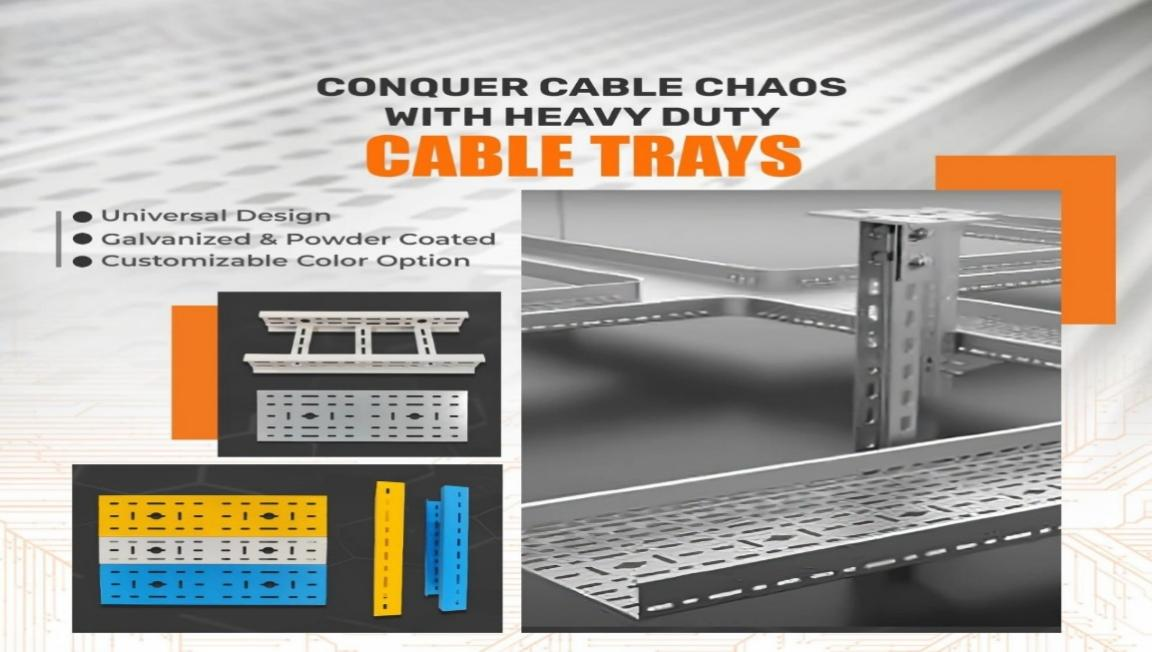 CONQUER CABLE CHAOS
WITH HEAVY DUTY
CABLE TRAYS
● Universal Design
● Galvanized & Powder Coated
● Customizable Color Option